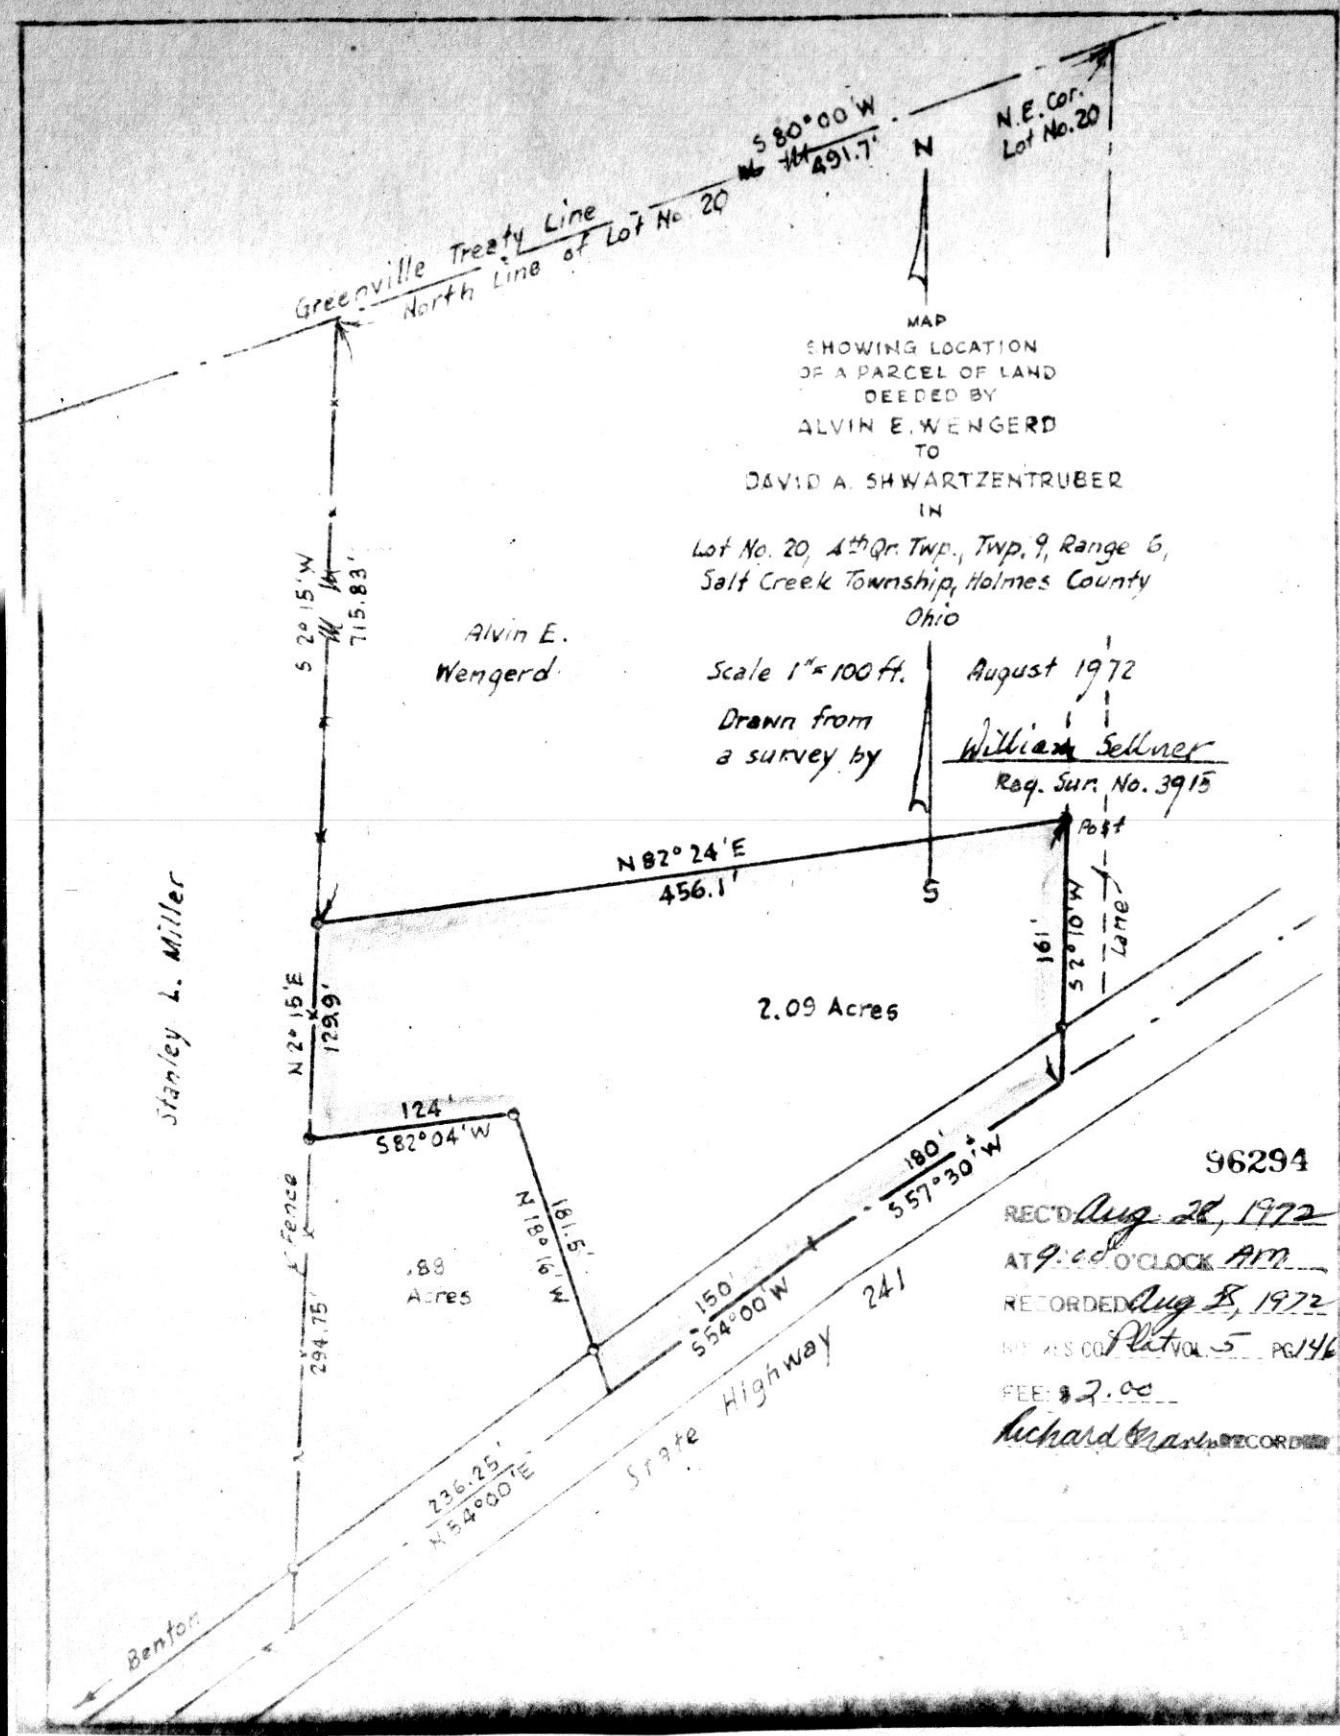 S 80°00'W
491.7'
N
N.E. Cor.
Lot No. 20
Greenville Treaty Line
North Line of Lot No. 20
MAP
SHOWING LOCATION
OF A PARCEL OF LAND
DEEDED BY
ALVIN E. WENGERD
TO
DAVID A. SHWARTZENTRUBER
IN
Lot No. 20, 4th Qr. Twp., Twp. 9, Range 6,
Salt Creek Township, Holmes County
Ohio
S 2° 15' W
715.83'
Alvin E.
Wengerd
Scale 1"=100 ft.
August 1972
Drawn from
a survey by
William Sellner
Reg. Sur. No. 3915
Post
N 82° 24' E
456.1'
S
161'
S 2° 10' W
Lane
Stanley L. Miller
N 2° 15' E
129.9'
2.09 Acres
124'
S 82° 04' W
181.5'
N 18° 16' W
Fence
.88
Acres
294.75'
180'
S 57° 30' W
150'
S 54° 00' W
State Highway 241
236.25'
N 54° 00' E
Benton
96294
REC'D Aug. 28, 1972
AT 9:00 O'CLOCK AM
RECORDED Aug 28, 1972
CO. Plat VOL. 5 PG 146
FEE: $ 2.00
Richard RECORDER